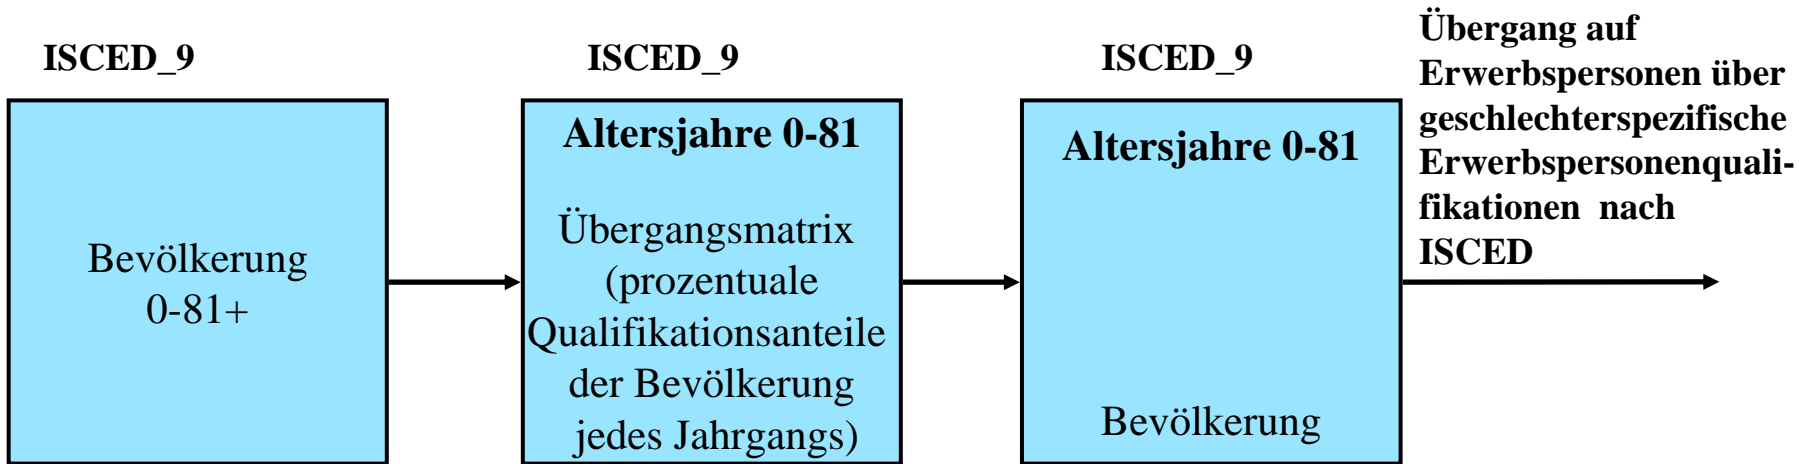 ISCED_9
Bevölkerung
0-81+
ISCED_9
Altersjahre 0-81
Übergangsmatrix
(prozentuale
Qualifikationsanteile
der Bevölkerung
jedes Jahrgangs)
ISCED_9
Altersjahre 0-81
Bevölkerung
Übergang auf
Erwerbspersonen über
geschlechterspezifische
Erwerbspersonenquali-
fikationen nach
ISCED